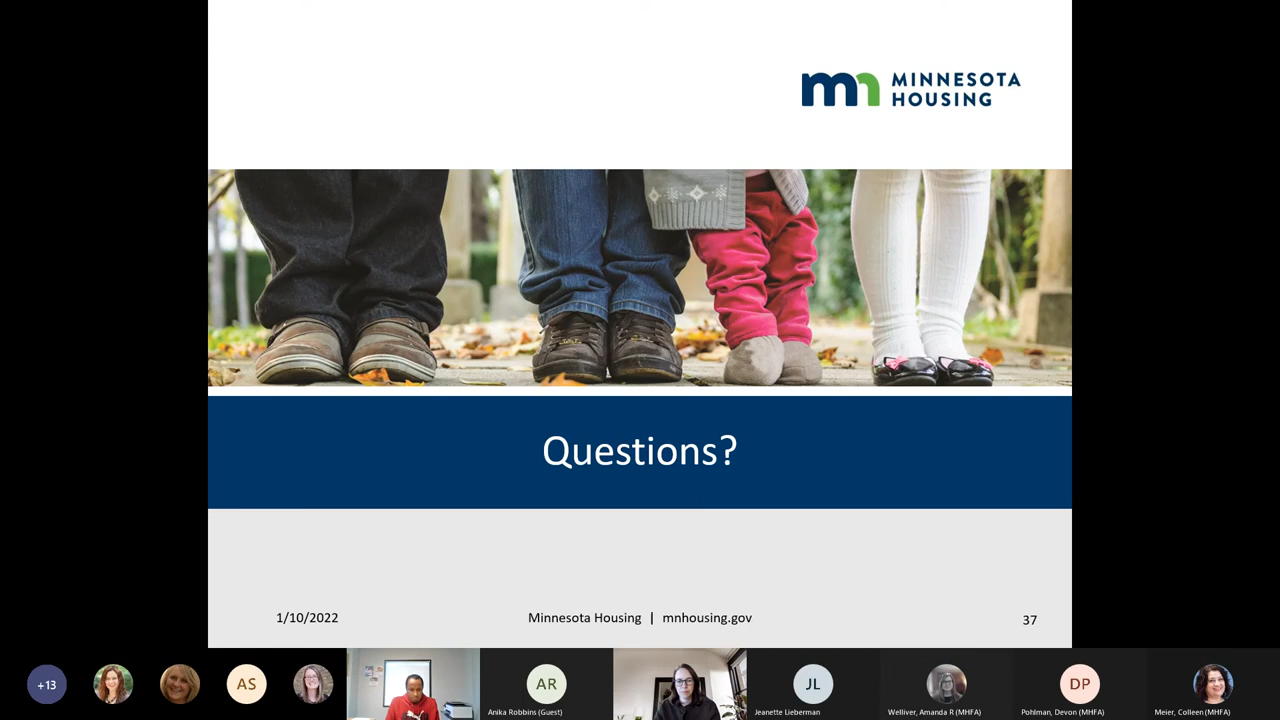 mn MINNESOTA
HOUSING
Questions?
1/10/2022
Minnesota Housing | mnhousing.gov
37
+13
AS
AR
JL
DP
Anika Robbins (Guest)
Jeanette Lieberman
Welliver, Amanda R (MHFA)
Pohlman, Devon (MHFA)
Meier, Colleen (MHFA)